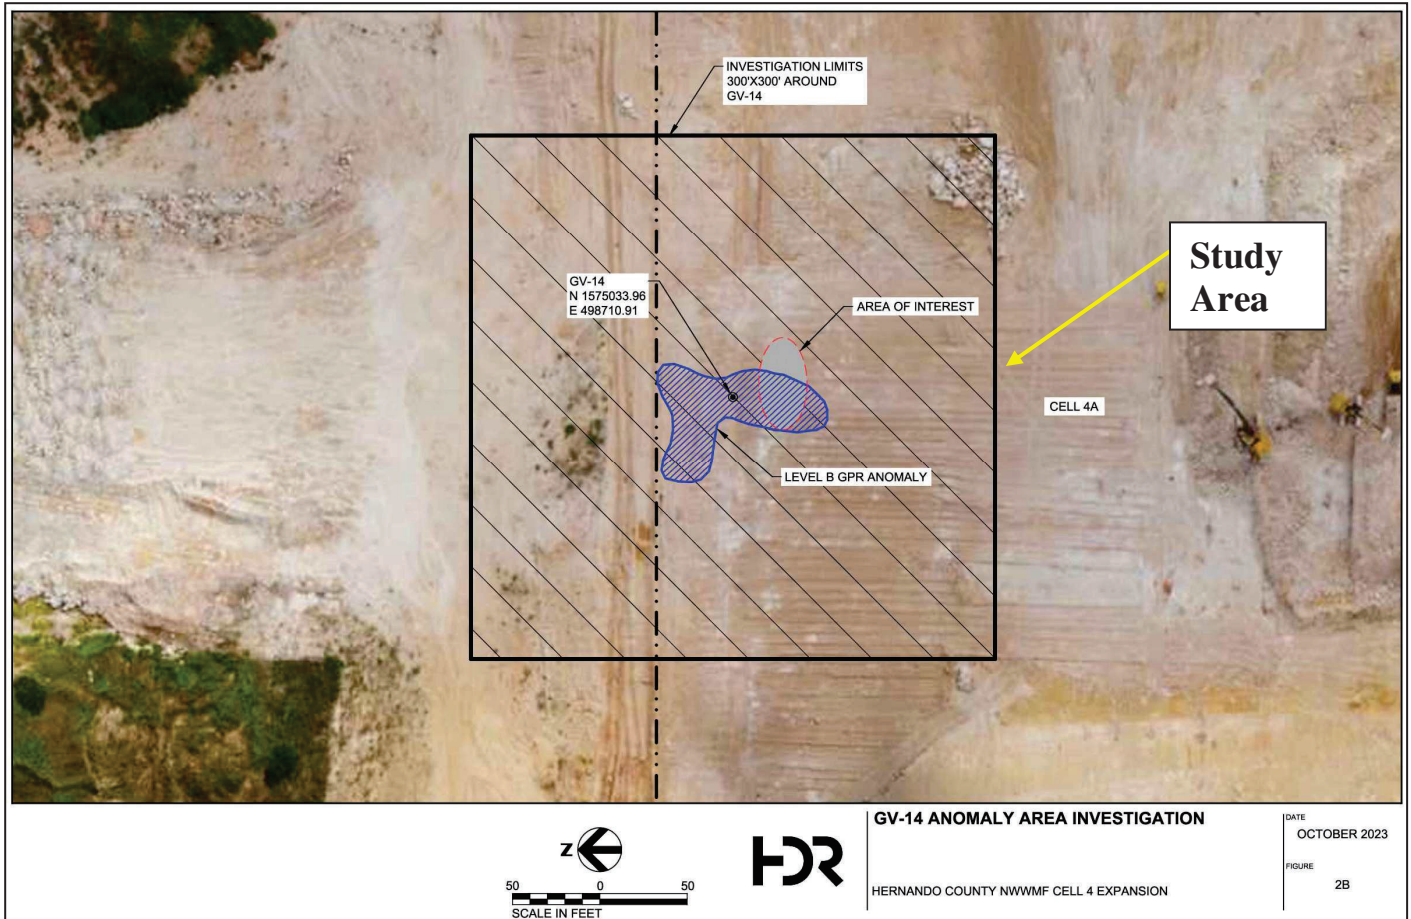 INVESTIGATION LIMITS
300'X300' AROUND
GV-14
Study
Area
GV-14
N 1575033.96
E 498710.91
AREA OF INTEREST
CELL 4A
LEVEL B GPR ANOMALY
Z
50 0 50
SCALE IN FEET
HDR
GV-14 ANOMALY AREA INVESTIGATION
HERNANDO COUNTY NWWMF CELL 4 EXPANSION
DATE
OCTOBER 2023
FIGURE
2B